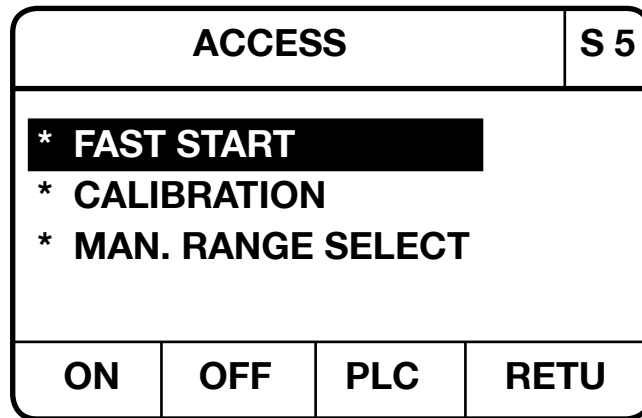 ACCESS S 5
* FAST START
* CALIBRATION
* MAN. RANGE SELECT
ON OFF PLC RETU